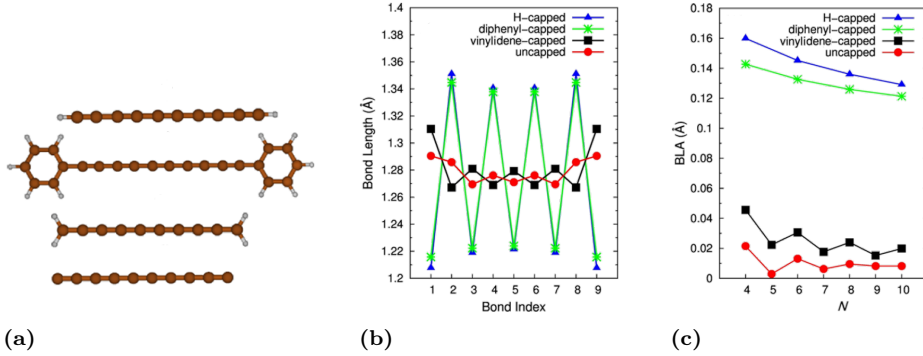 1.4
1.38
1.36
1.34
1.32
1.3
1.28
1.26
1.24
1.22
1.2
Bond Length (Å)
H-capped
diphenyl-capped
vinylidene-capped
uncapped
1 2 3 4 5 6 7 8 9
Bond Index
0.18
0.16
0.14
0.12
0.1
0.08
0.06
0.04
0.02
0
BLA (Å)
H-capped
diphenyl-capped
vinylidene-capped
uncapped
4 5 6 7 8 9 10
N
(a) (b) (c)